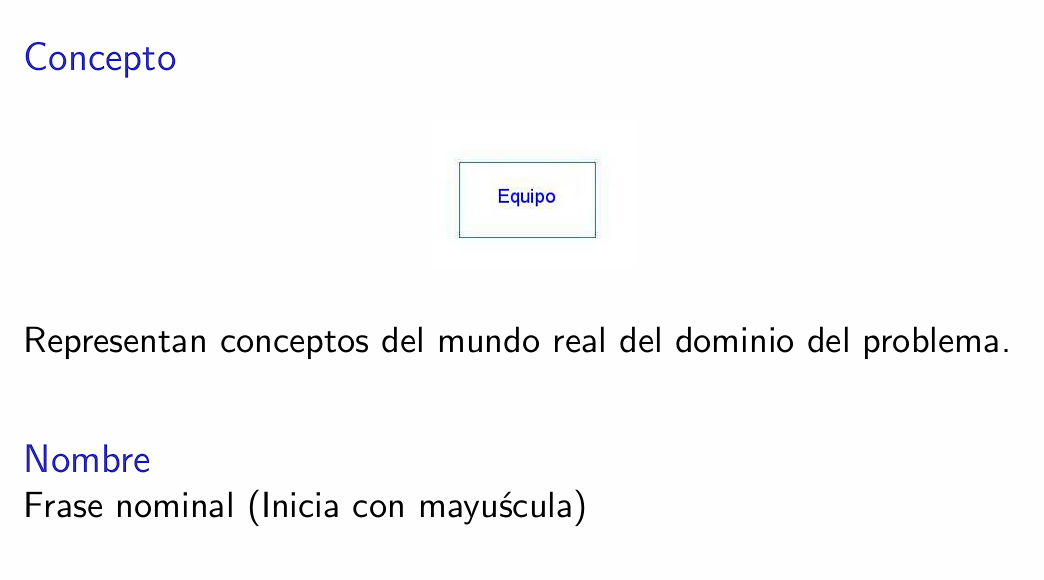 Concepto
Equipo
Representan conceptos del mundo real del dominio del problema.
Nombre
Frase nominal (Inicia con mayuścula)